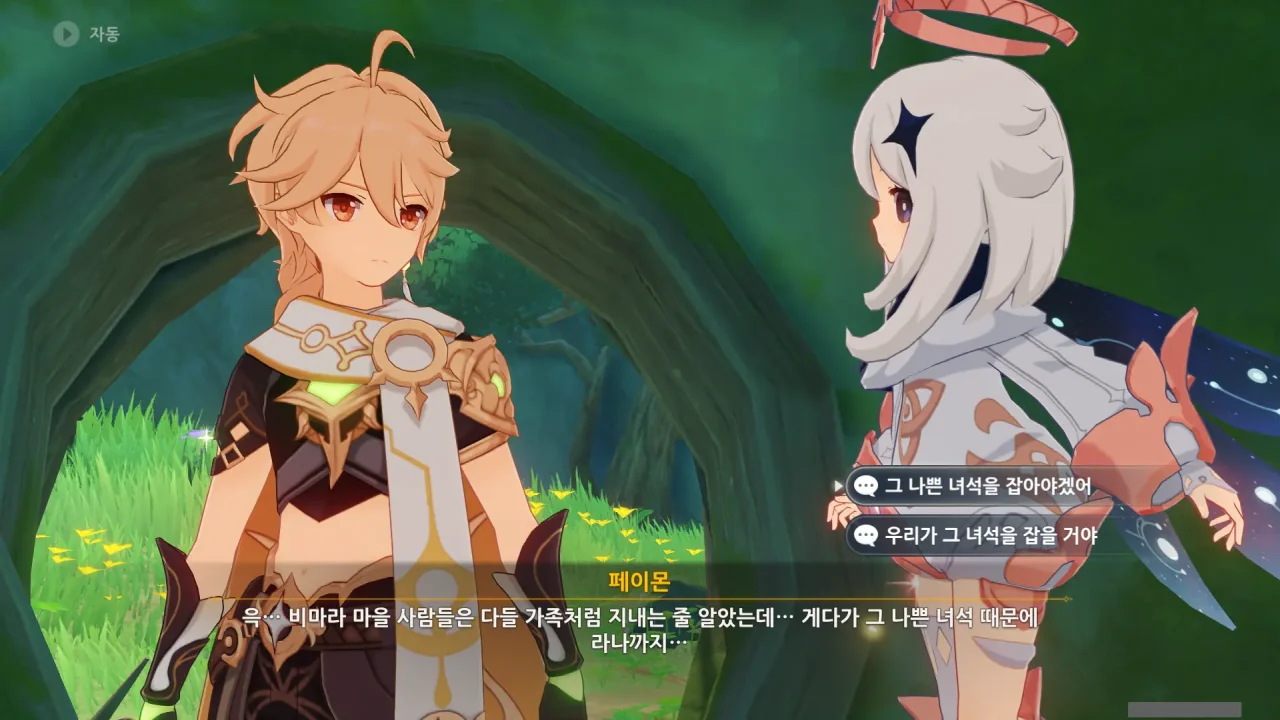 자동
그 나쁜 녀석을 잡아야겠어
우리가 그 녀석을 잡을 거야
페이몬
윽… 비마라 마을 사람들은 다들 가족처럼 지내는 줄 알았는데… 게다가 그 나쁜 녀석 때문에
라나까지…